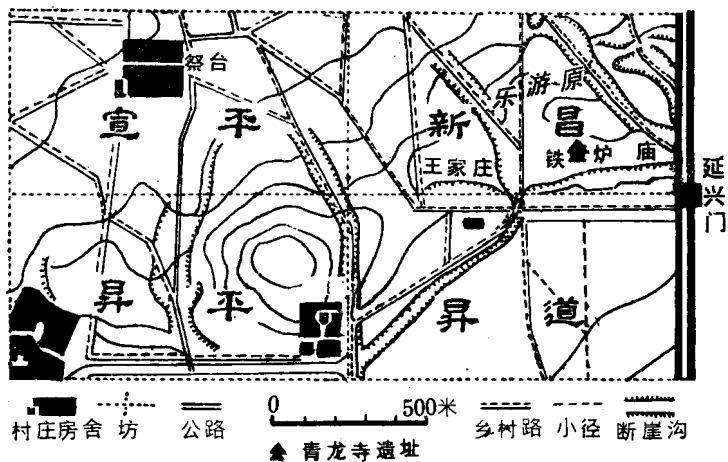 祭台
宣平
新昌
乐游原
王家庄
铁炉庙
延兴门
昇平
昇道
0 500米
村庄房舍 坊 公路 乡村路 小径 断崖沟
青龙寺遗址